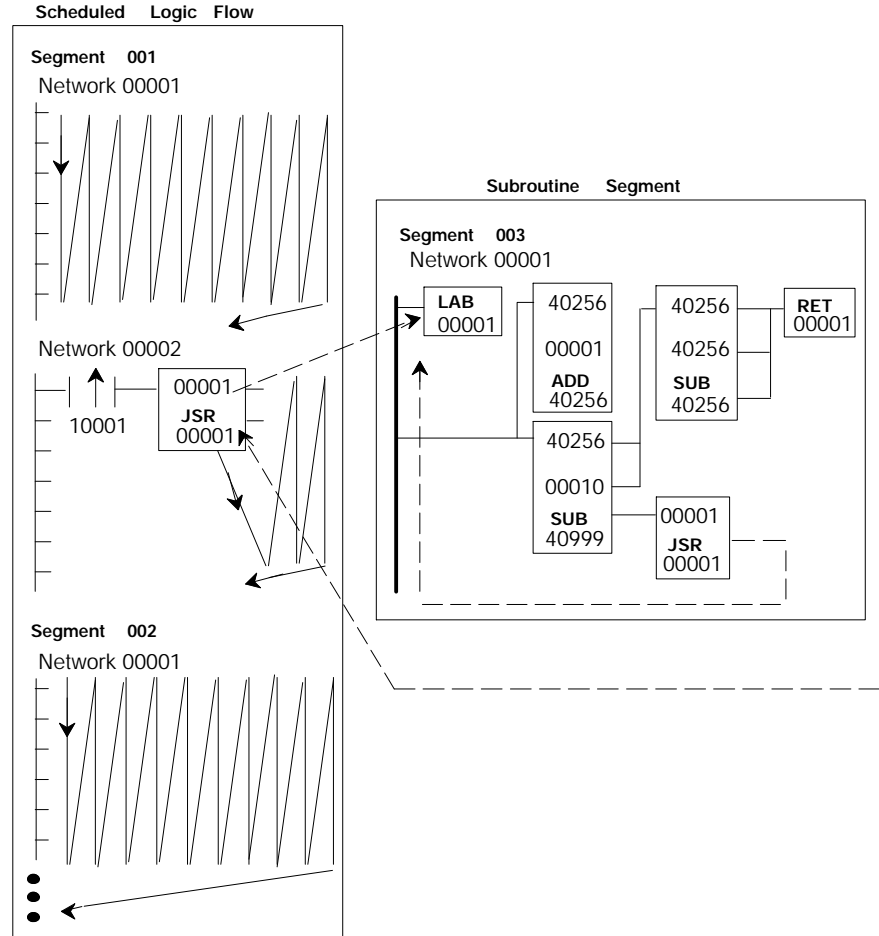 Scheduled Logic Flow
Segment 001
Network 00001
Network 00002
10001
00001
JSR
00001
Segment 002
Network 00001
Subroutine Segment
Segment 003
Network 00001
LAB
00001
40256
00001
ADD
40256
40256
00010
SUB
40999
40256
40256
SUB
40256
RET
00001
00001
JSR
00001